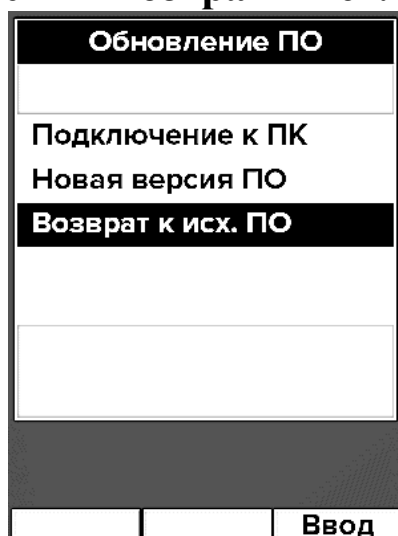 Обновление ПО
Подключение к ПК
Новая версия ПО
Возврат к исх. ПО
Ввод